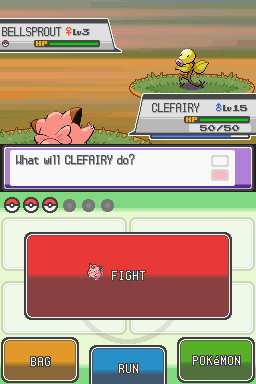 BELLSPROUT ♀Lv3
HP
CLEFAIRY ♂Lv15
HP
50/50
What will CLEFAIRY do?
FIGHT
BAG
RUN
POKéMON